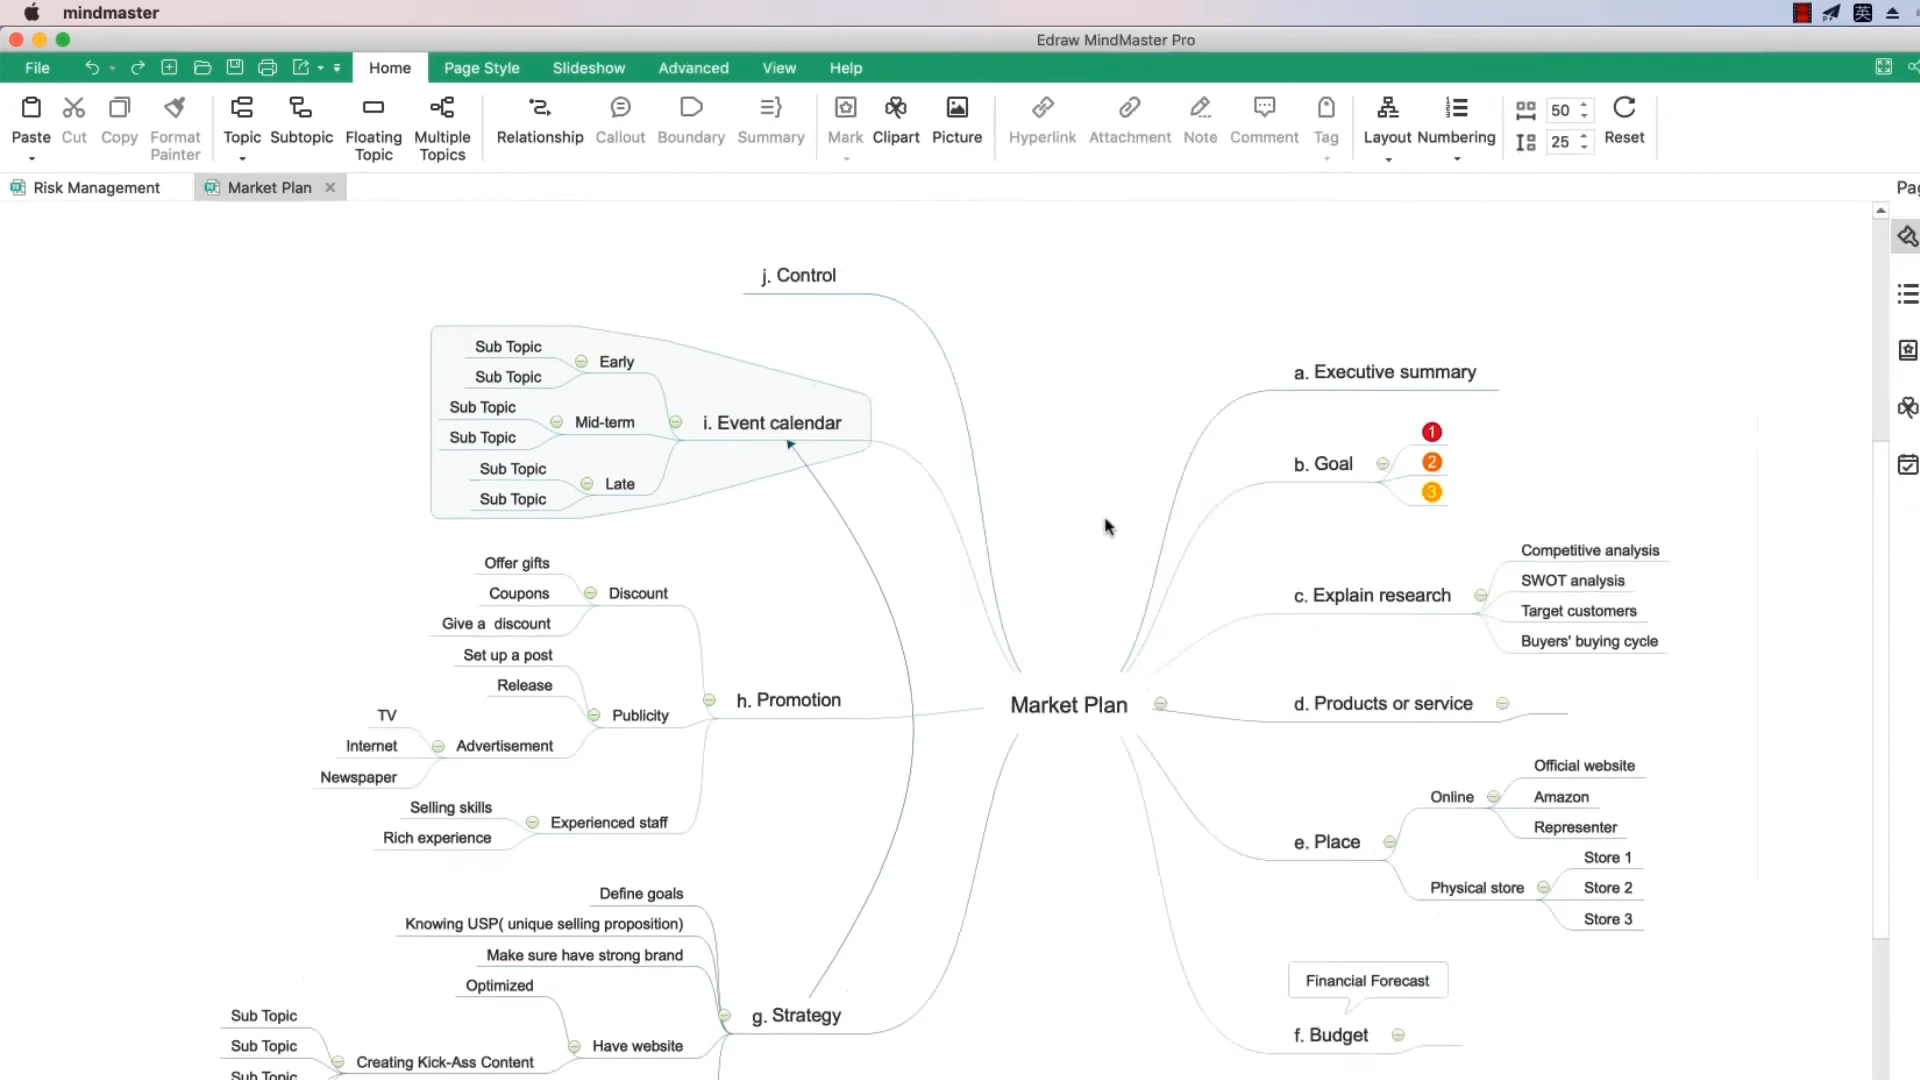 mindmaster
英
Edraw MindMaster Pro
File Home Page Style Slideshow Advanced View Help
Paste Cut Copy Format Painter Topic Subtopic Floating Topic Multiple Topics Relationship Callout Boundary Summary Mark Clipart Picture Hyperlink Attachment Note Comment Tag Layout Numbering 50 25 Reset
Risk Management Market Plan Pag
j. Control
Sub Topic
Sub Topic
Early
Sub Topic
Sub Topic
Mid-term
Sub Topic
Sub Topic
Late
i. Event calendar
Offer gifts
Coupons
Give a discount
Discount
Set up a post
Release
TV
Internet
Newspaper
Advertisement
Publicity
Selling skills
Rich experience
Experienced staff
h. Promotion
Define goals
Knowing USP( unique selling proposition)
Make sure have strong brand
Optimized
Sub Topic
Sub Topic
Sub Topic
Creating Kick-Ass Content
Have website
g. Strategy
Market Plan
a. Executive summary
b. Goal
1
2
3
c. Explain research
Competitive analysis
SWOT analysis
Target customers
Buyers' buying cycle
d. Products or service
e. Place
Online
Official website
Amazon
Representer
Physical store
Store 1
Store 2
Store 3
Financial Forecast
f. Budget